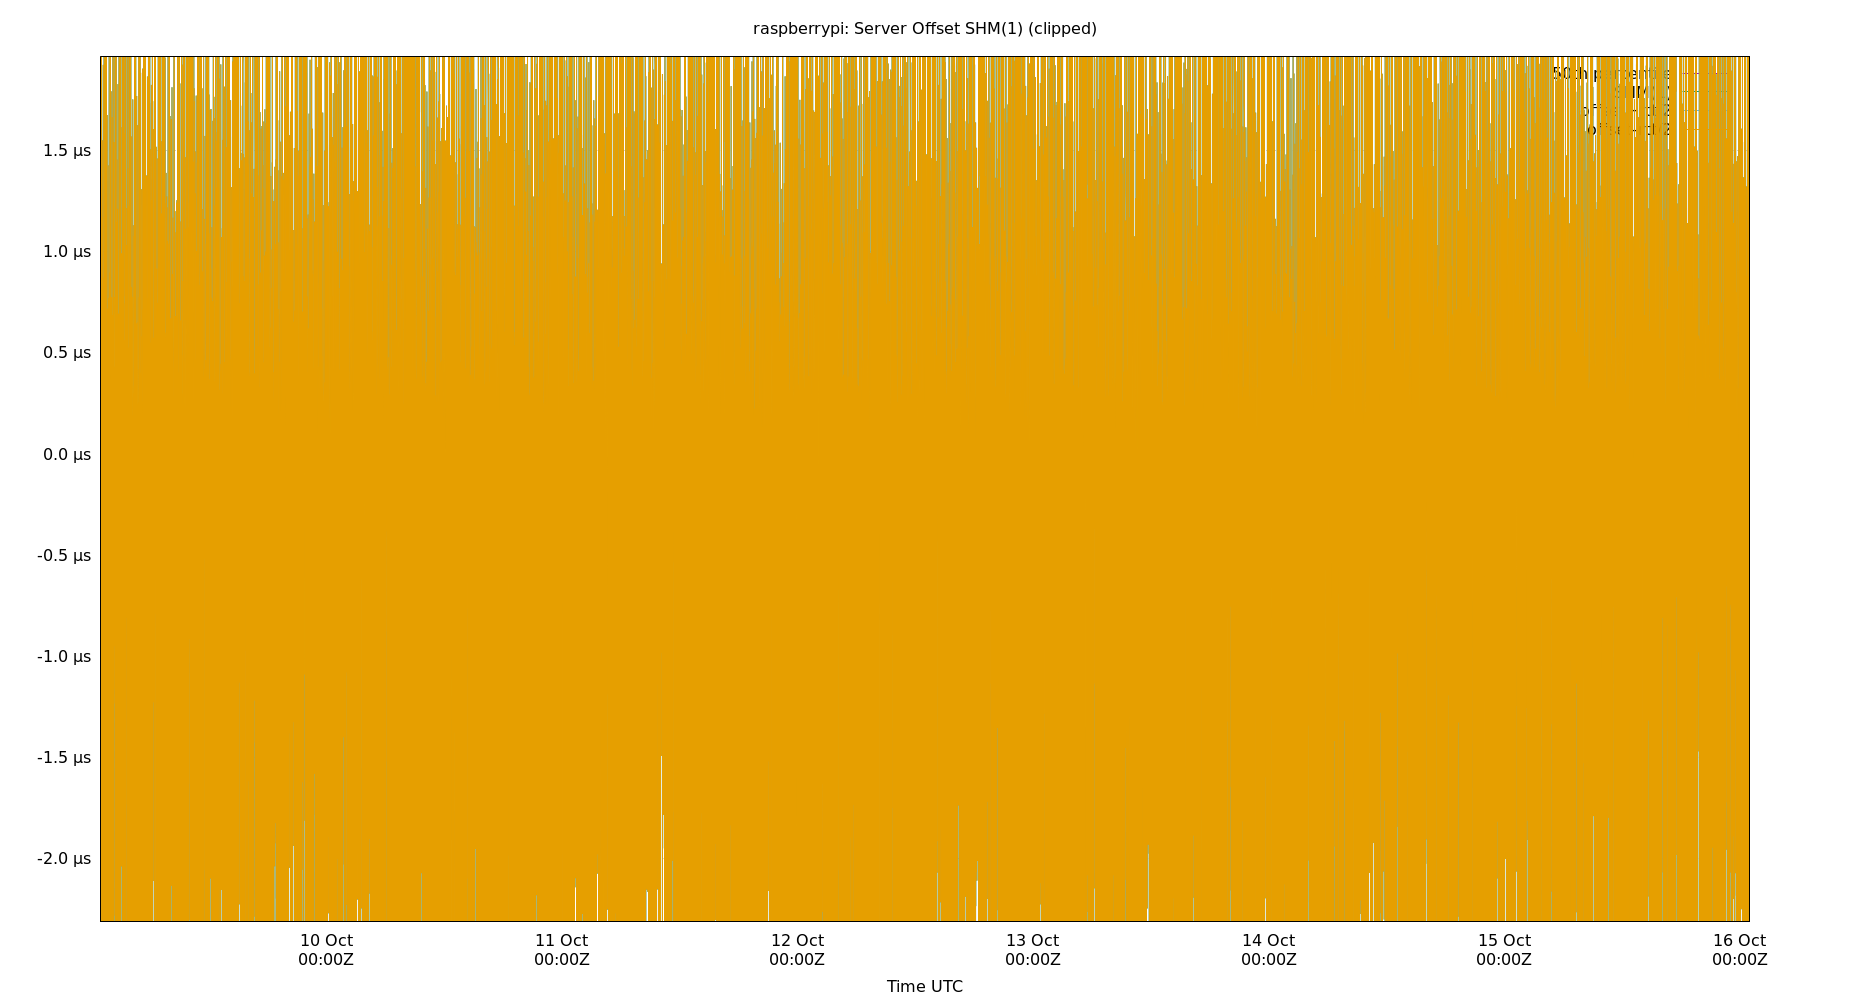 raspberrypi: Server Offset SHM(1) (clipped)
50th percentile
1.5 µs
1.0 µs
0.5 µs
0.0 µs
-0.5 µs
-1.0 µs
-1.5 µs
-2.0 µs
10 Oct 11 Oct 12 Oct 13 Oct 14 Oct 15 Oct 16 Oct
00:00Z 00:00Z 00:00Z 00:00Z 00:00Z 00:00Z 00:00Z
Time UTC